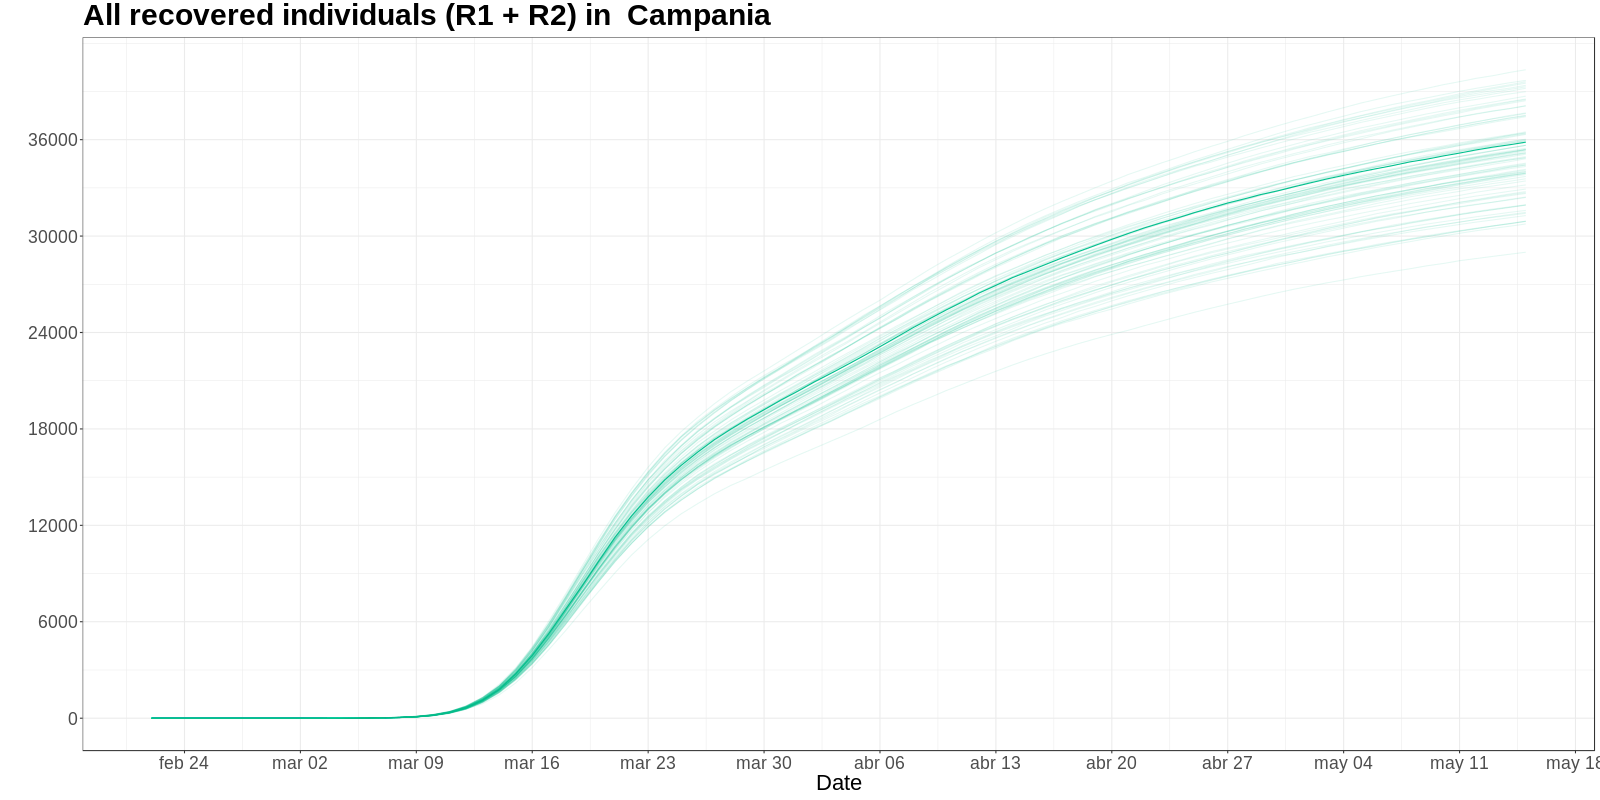 All recovered individuals (R1 + R2) in  Campania
36000
30000
24000
18000
12000
6000
0
feb 24 mar 02 mar 09 mar 16 mar 23 mar 30 abr 06 abr 13 abr 20 abr 27 may 04 may 11 may 18
Date